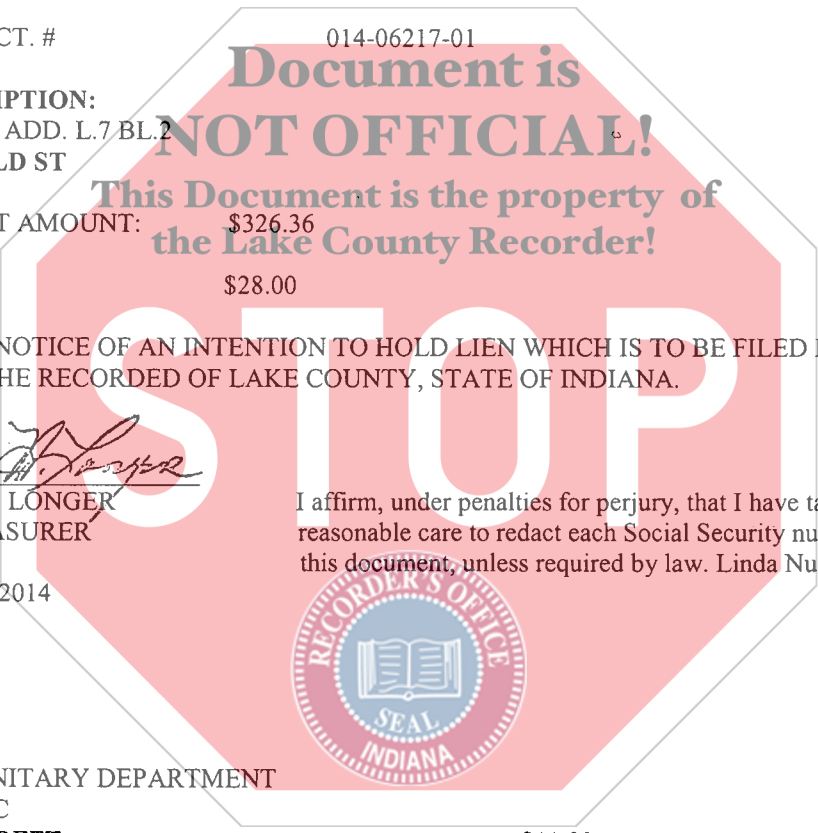 CT. # 014-06217-01
Document is
IPTION:
ADD. L.7 BL.2
NOT OFFICIAL!
LD ST
This Document is the property of
T AMOUNT: $326.36
the Lake County Recorder!
$28.00
STOP
NOTICE OF AN INTENTION TO HOLD LIEN WHICH IS TO BE FILED
HE RECORDED OF LAKE COUNTY, STATE OF INDIANA.
LONGER
ASURER
I affirm, under penalties for perjury, that I have ta
reasonable care to redact each Social Security nu
this document, unless required by law. Linda Nu
2014
RECORDER'S OFFICE
SEAL
INDIANA
NITARY DEPARTMENT
C